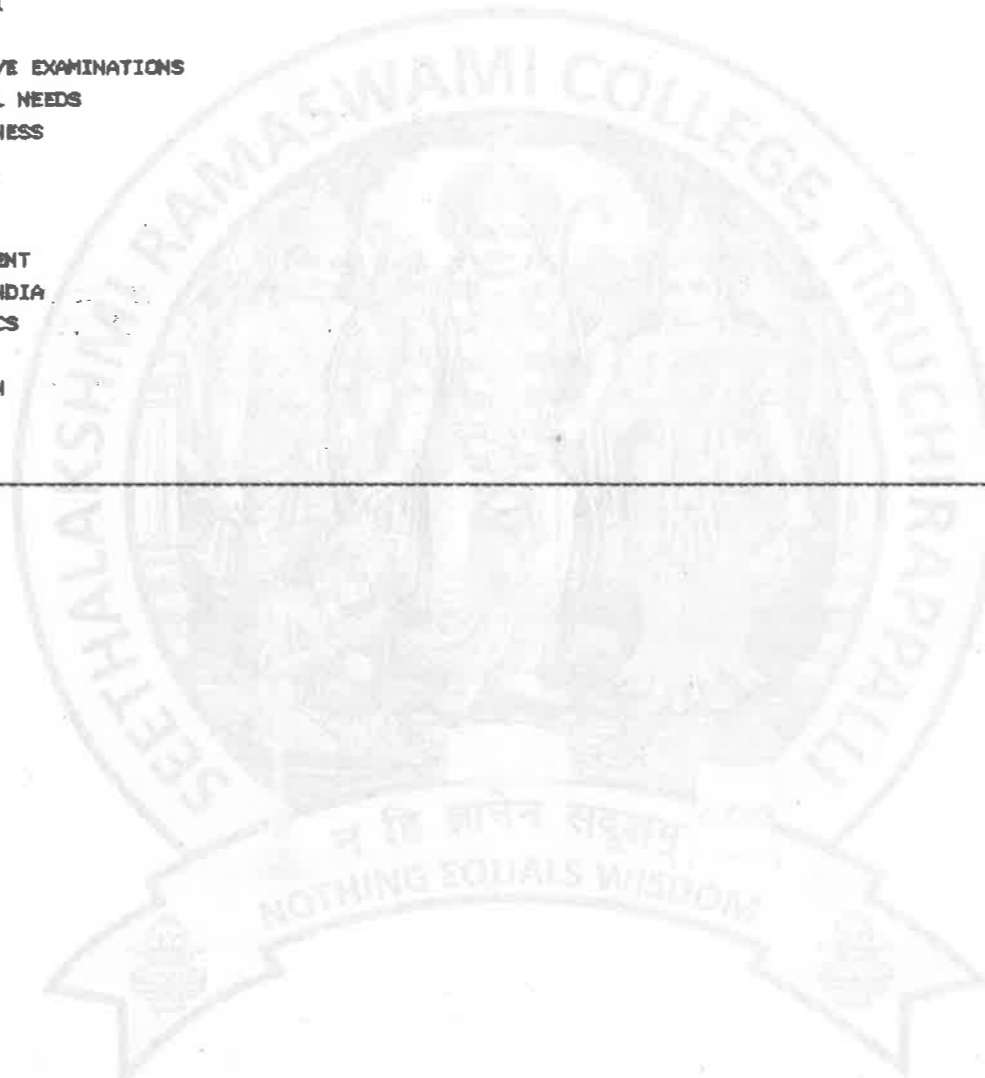 VE EXAMINATIONS
L NEEDS
NESS
ENT
NDIA
CS
N
SEETHALAKSHMI RAMASWAMI COLLEGE, TIRUCHIRAPPALLI
न हि ज्ञानेन सदृशम्
NOTHING EQUALS WISDOM